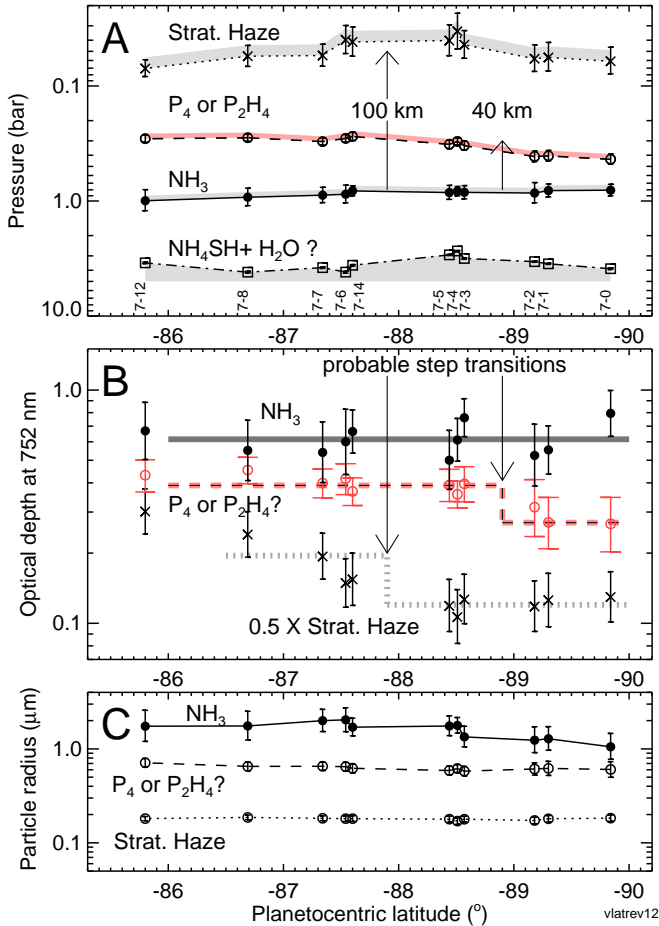 A
Strat. Haze
0.1
P₄ or P₂H₄
100 km
40 km
NH₃
1.0
NH₄SH+ H₂O ?
10.0
Pressure (bar)
7-12
7-8
7-7
7-6
7-14
7-5
7-4
7-3
7-2
7-1
7-0
-86
-87
-88
-89
-90
B
probable step transitions
1.0
NH₃
P₄ or P₂H₄?
0.5 X Strat. Haze
0.1
Optical depth at 752 nm
-86
-87
-88
-89
-90
C
NH₃
1.0
P₄ or P₂H₄?
Strat. Haze
0.1
Particle radius (μm)
-86
-87
-88
-89
-90
Planetocentric latitude (°)
vlatrev12